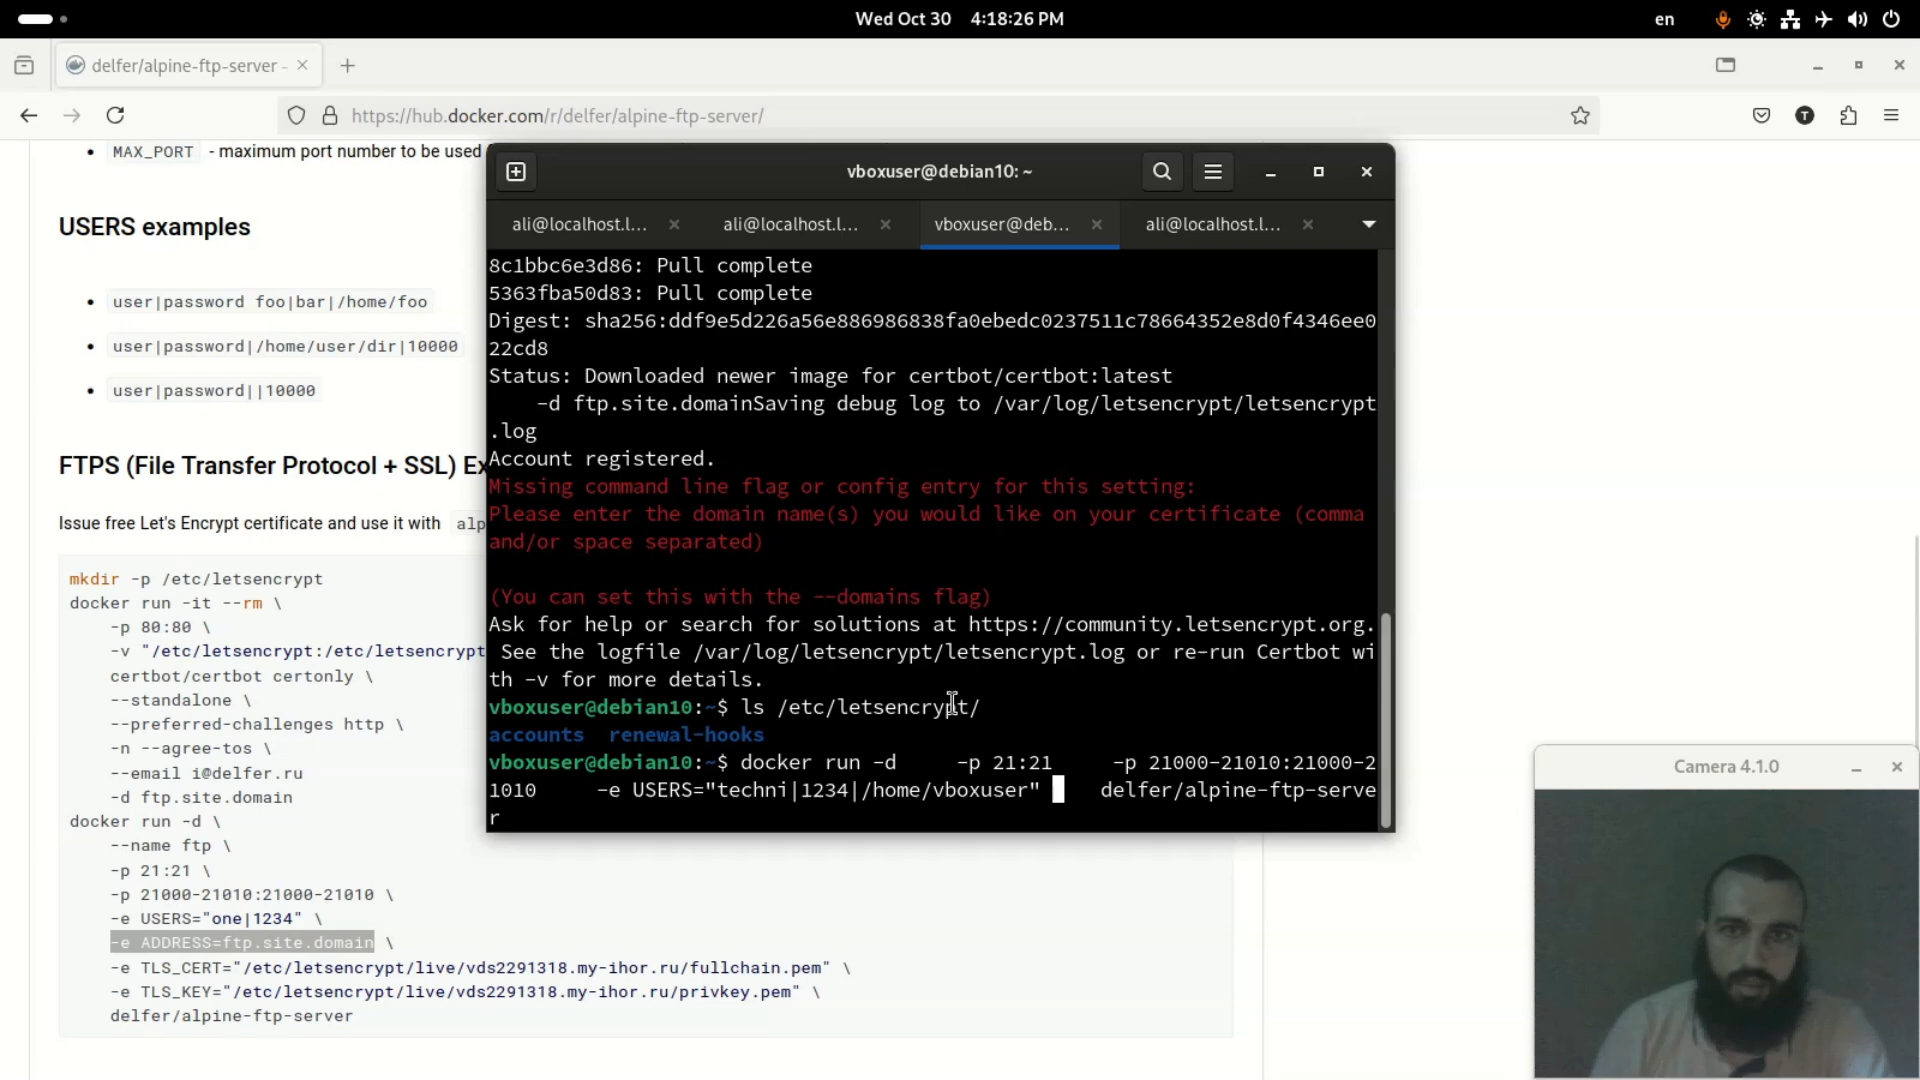 Wed Oct 30 4:18:26 PM
en
delfer/alpine-ftp-server -
https://hub.docker.com/r/delfer/alpine-ftp-server/
T
MAX_PORT - maximum port number to be used
USERS examples
user|password foo|bar|/home/foo
user|password|/home/user/dir|10000
user|password||10000
FTPS (File Transfer Protocol + SSL) Ex
Issue free Let's Encrypt certificate and use it with alp
mkdir -p /etc/letsencrypt
docker run -it --rm \
-p 80:80 \
-v "/etc/letsencrypt:/etc/letsencrypt
certbot/certbot certonly \
--standalone \
--preferred-challenges http \
-n --agree-tos \
--email i@delfer.ru
-d ftp.site.domain
docker run -d \
--name ftp \
-p 21:21 \
-p 21000-21010:21000-21010 \
-e USERS="one|1234" \
-e ADDRESS=ftp.site.domain \
-e TLS_CERT="/etc/letsencrypt/live/vds2291318.my-ihor.ru/fullchain.pem" \
-e TLS_KEY="/etc/letsencrypt/live/vds2291318.my-ihor.ru/privkey.pem" \
delfer/alpine-ftp-server
vboxuser@debian10: ~
ali@localhost.l...
ali@localhost.l...
vboxuser@deb...
ali@localhost.l...
8c1bbc6e3d86: Pull complete
5363fba50d83: Pull complete
Digest: sha256:ddf9e5d226a56e886986838fa0ebedc0237511c78664352e8d0f4346ee0
22cd8
Status: Downloaded newer image for certbot/certbot:latest
-d ftp.site.domainSaving debug log to /var/log/letsencrypt/letsencrypt
.log
Account registered.
Missing command line flag or config entry for this setting:
Please enter the domain name(s) you would like on your certificate (comma
and/or space separated)
(You can set this with the --domains flag)
Ask for help or search for solutions at https://community.letsencrypt.org.
See the logfile /var/log/letsencrypt/letsencrypt.log or re-run Certbot wi
th -v for more details.
vboxuser@debian10:~$ ls /etc/letsencrypt/
accounts renewal-hooks
vboxuser@debian10:~$ docker run -d -p 21:21 -p 21000-21010:21000-2
1010 -e USERS="techni|1234|/home/vboxuser" delfer/alpine-ftp-serve
r
Camera 4.1.0